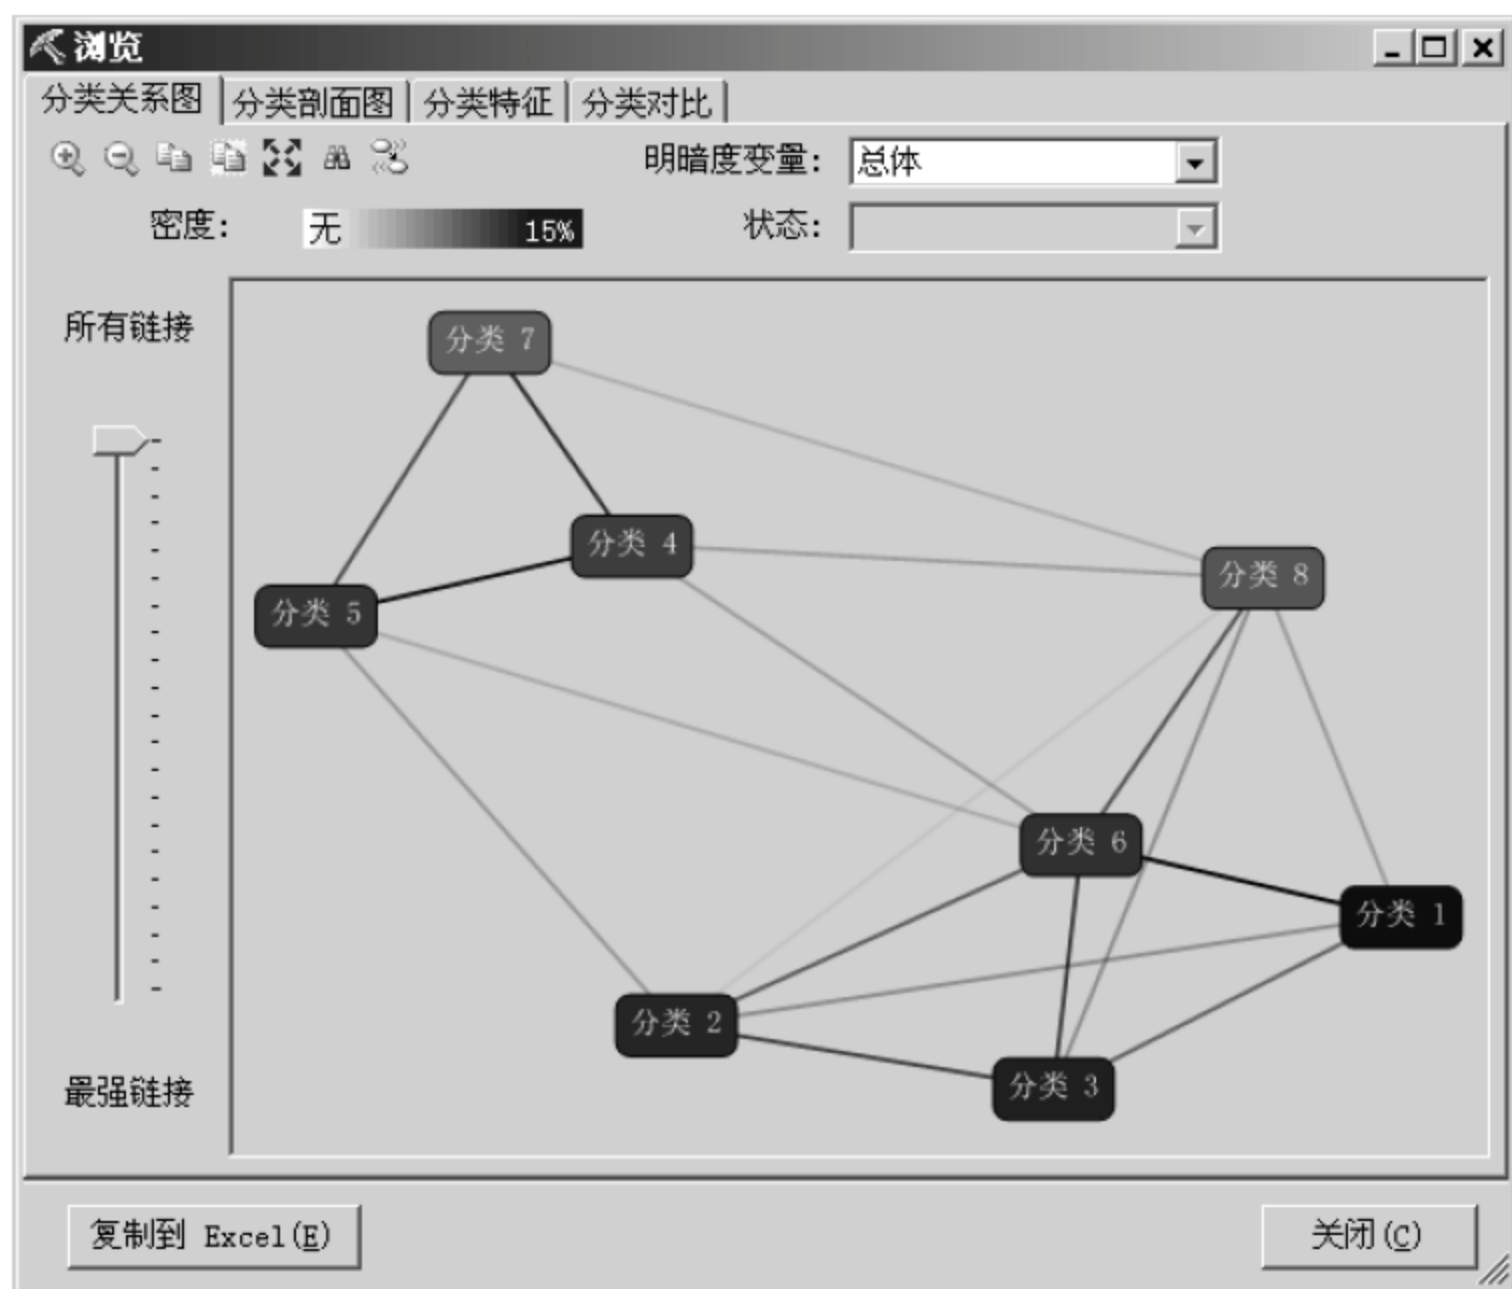 浏览
分类关系图 分类剖面图 分类特征 分类对比
明暗度变量: 总体
密度: 无 15% 状态:
所有链接
分类 7
分类 4
分类 8
分类 5
分类 6
分类 1
分类 2
分类 3
最强链接
复制到 Excel(E) 关闭(C)